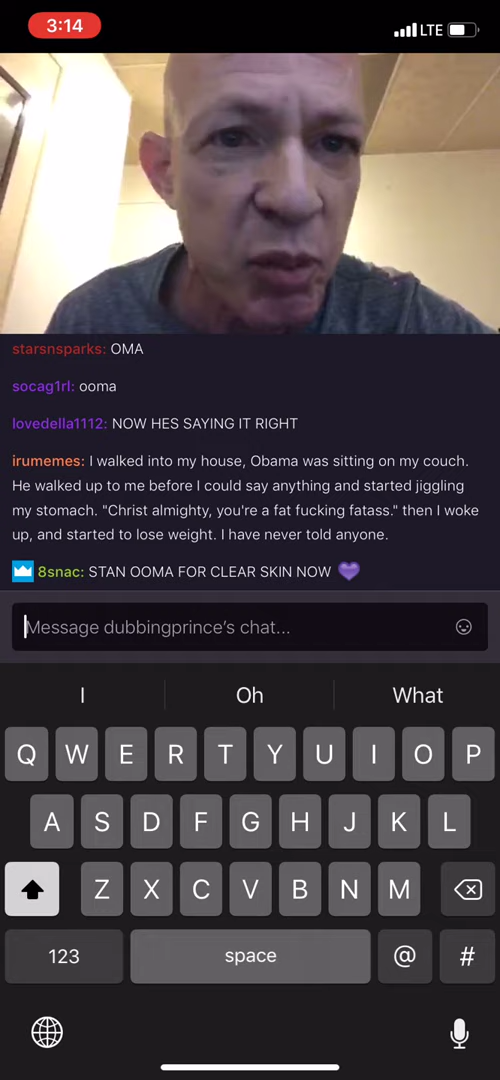 3:14
LTE
starsnsparks: OMA
socag1rl: ooma
lovedella1112: NOW HES SAYING IT RIGHT
irumemes: I walked into my house, Obama was sitting on my couch.
He walked up to me before I could say anything and started jiggling
my stomach. "Christ almighty, you're a fat fucking fatass." then I woke
up, and started to lose weight. I have never told anyone.
8snac: STAN OOMA FOR CLEAR SKIN NOW 💜
Message dubbingprince's chat...
I Oh What
Q W E R T Y U I O P
A S D F G H J K L
Z X C V B N M
123 space @ #